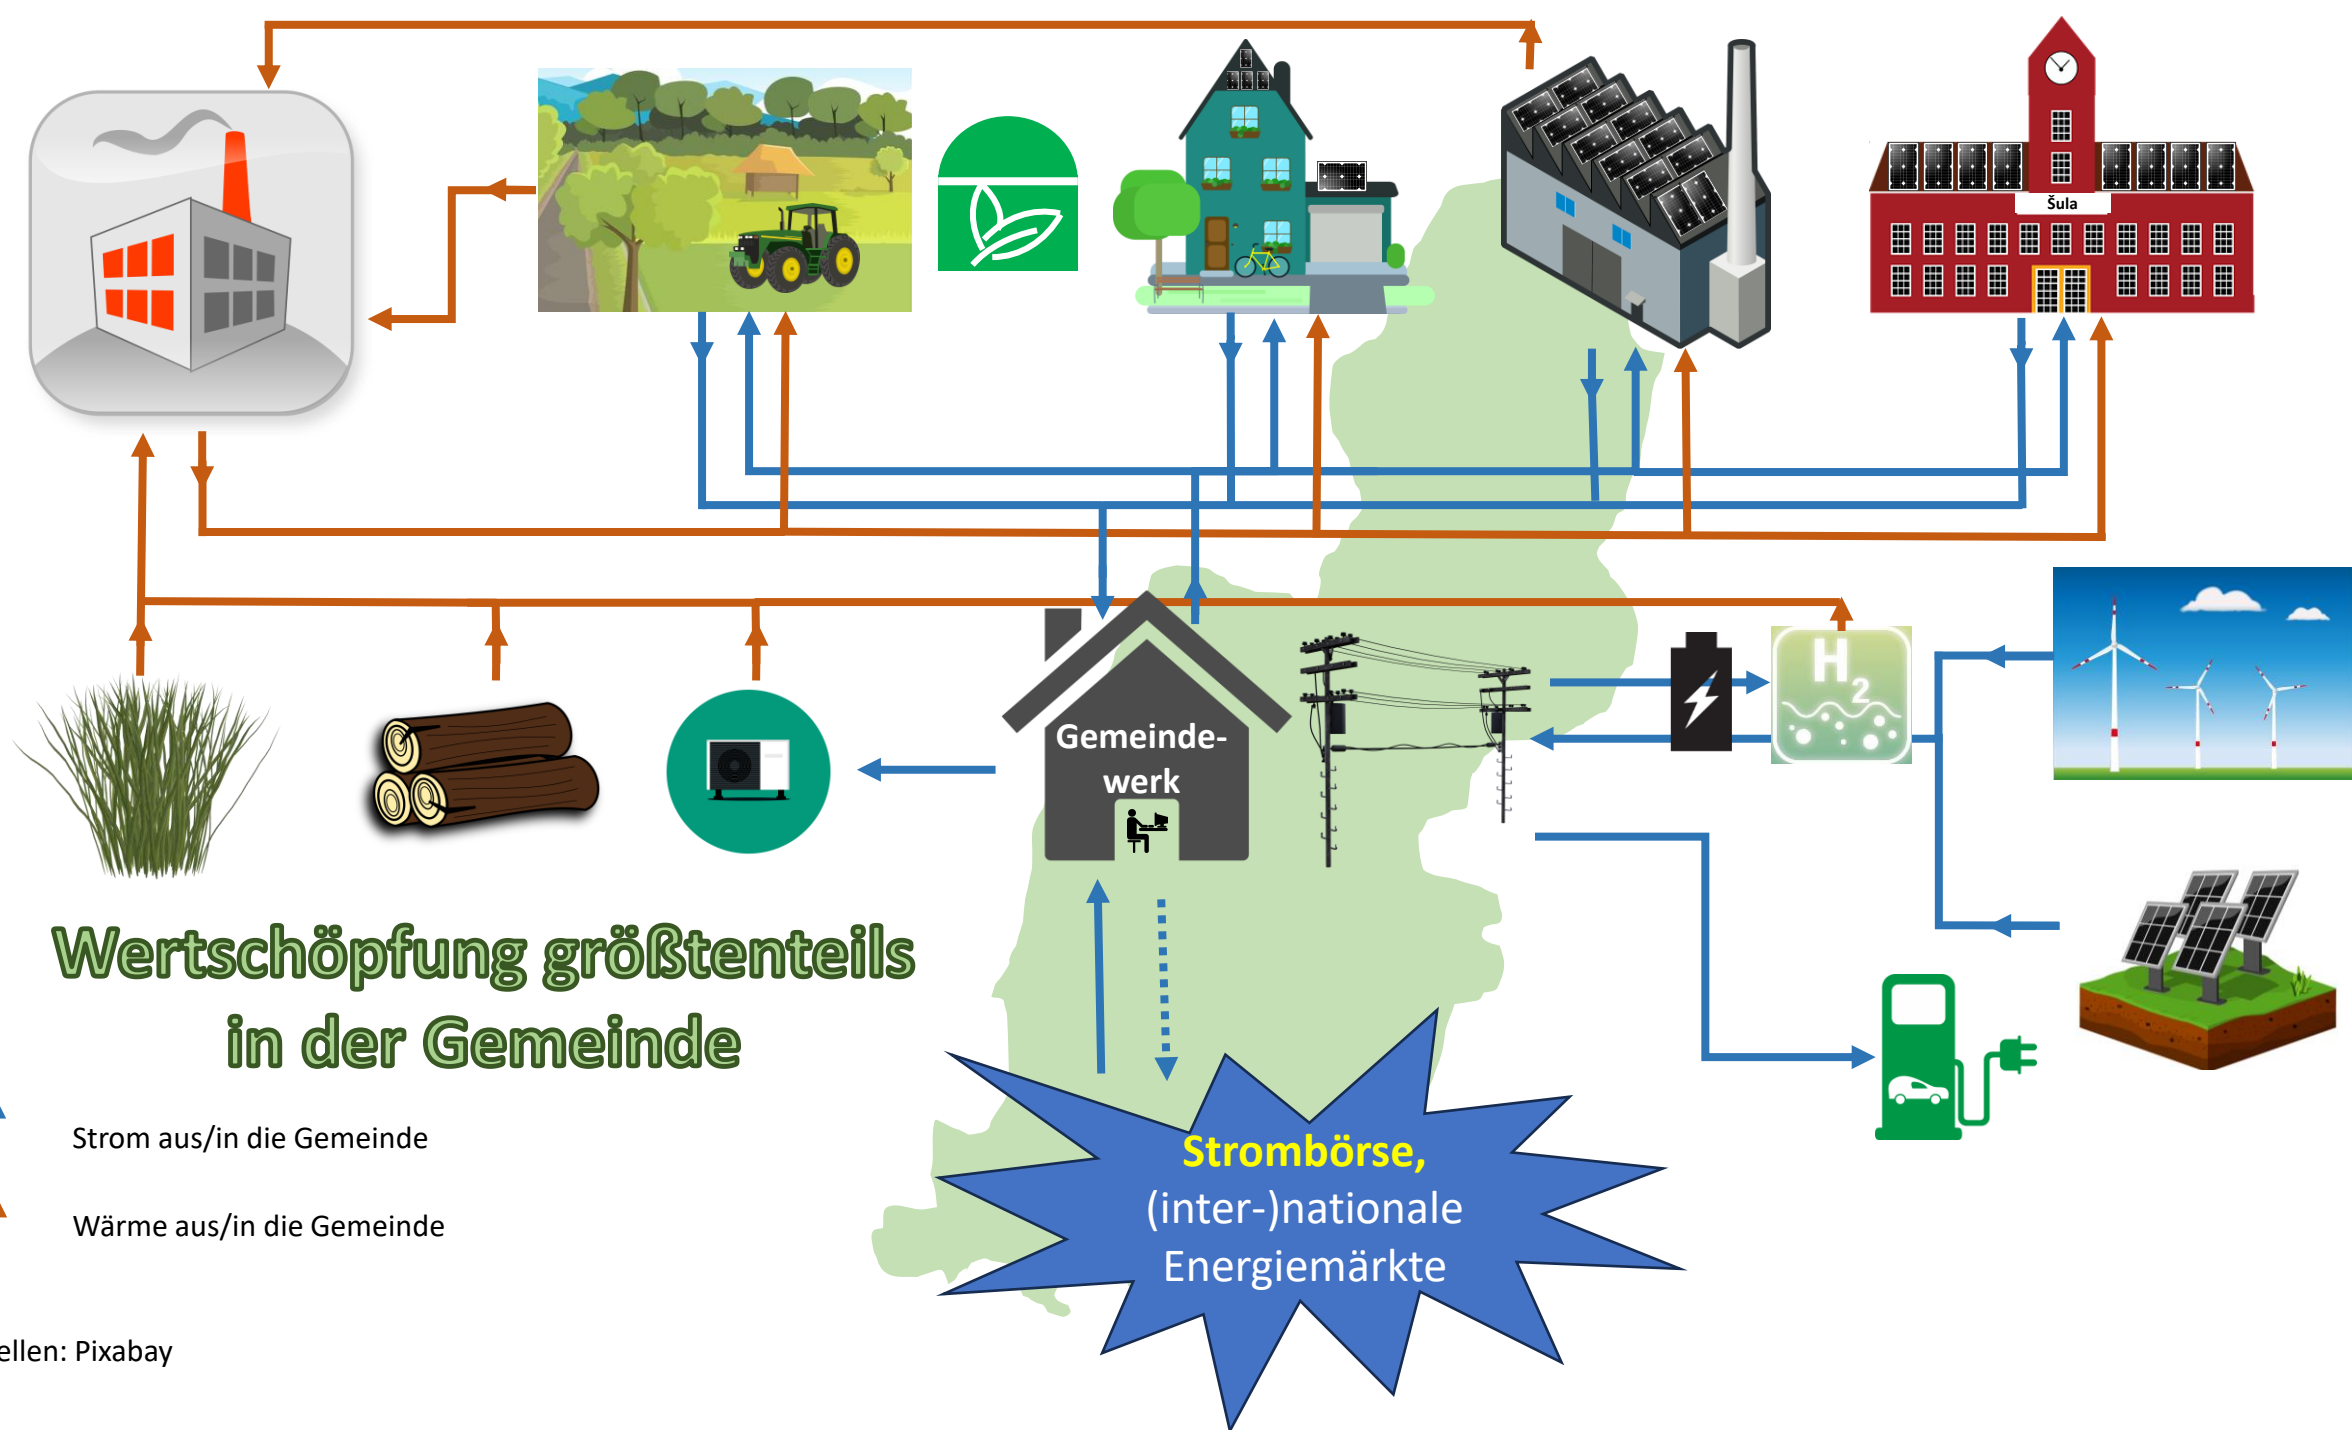 Šula
H2
Gemeinde-
werk
Wertschöpfung größtenteils
in der Gemeinde
Strom aus/in die Gemeinde
Wärme aus/in die Gemeinde
ellen: Pixabay
Strombörse,
(inter-)nationale
Energiemärkte